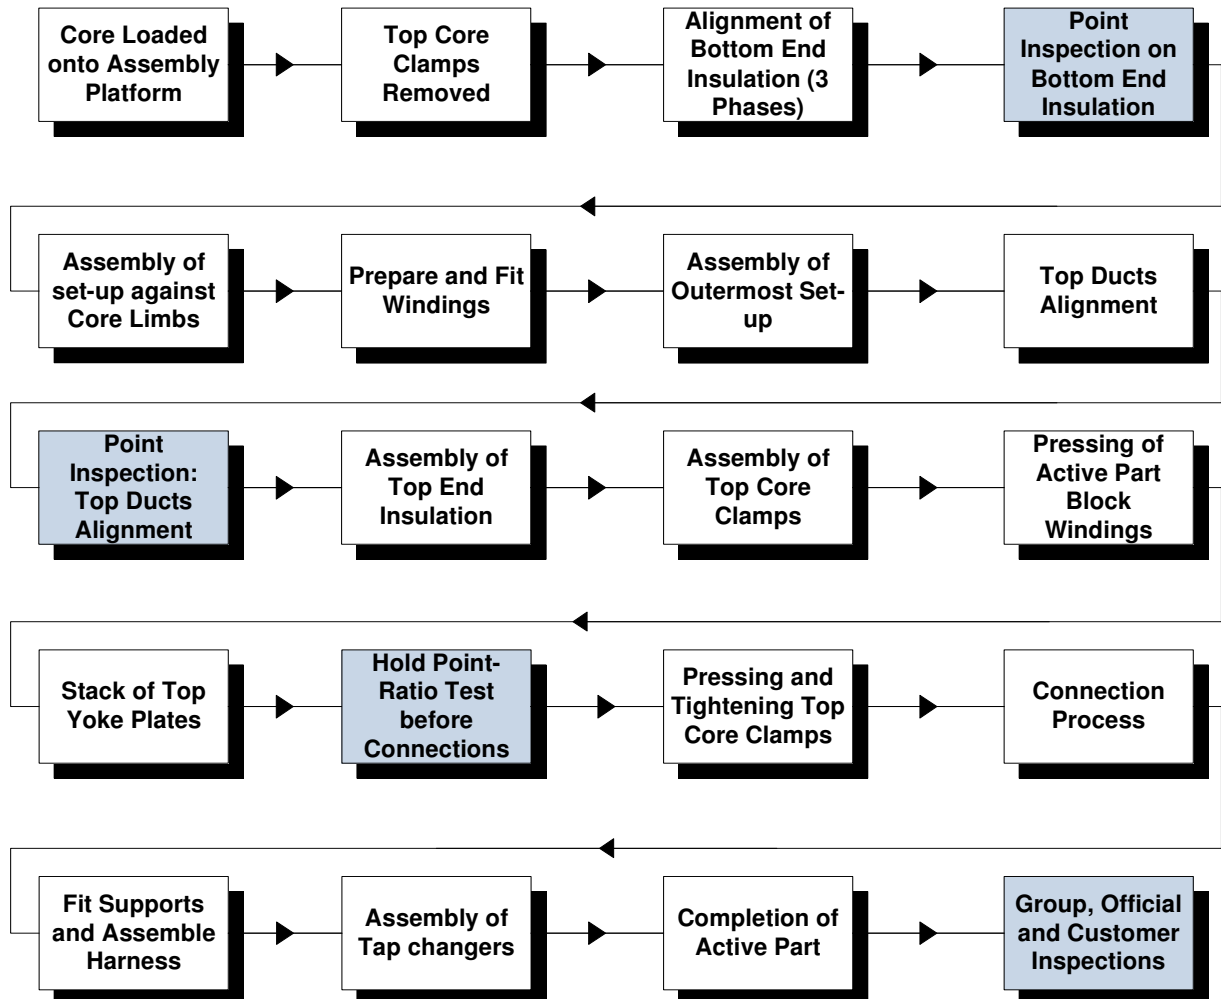 Core Loaded
onto Assembly
Platform
Top Core
Clamps
Removed
Alignment of
Bottom End
Insulation (3
Phases)
Point
Inspection on
Bottom End
Insulation
Assembly of
set-up against
Core Limbs
Prepare and Fit
Windings
Assembly of
Outermost Set-
up
Top Ducts
Alignment
Point
Inspection:
Top Ducts
Alignment
Assembly of
Top End
Insulation
Assembly of
Top Core
Clamps
Pressing of
Active Part
Block
Windings
Stack of Top
Yoke Plates
Hold Point-
Ratio Test
before
Connections
Pressing and
Tightening Top
Core Clamps
Connection
Process
Fit Supports
and Assemble
Harness
Assembly of
Tap changers
Completion of
Active Part
Group, Official
and Customer
Inspections